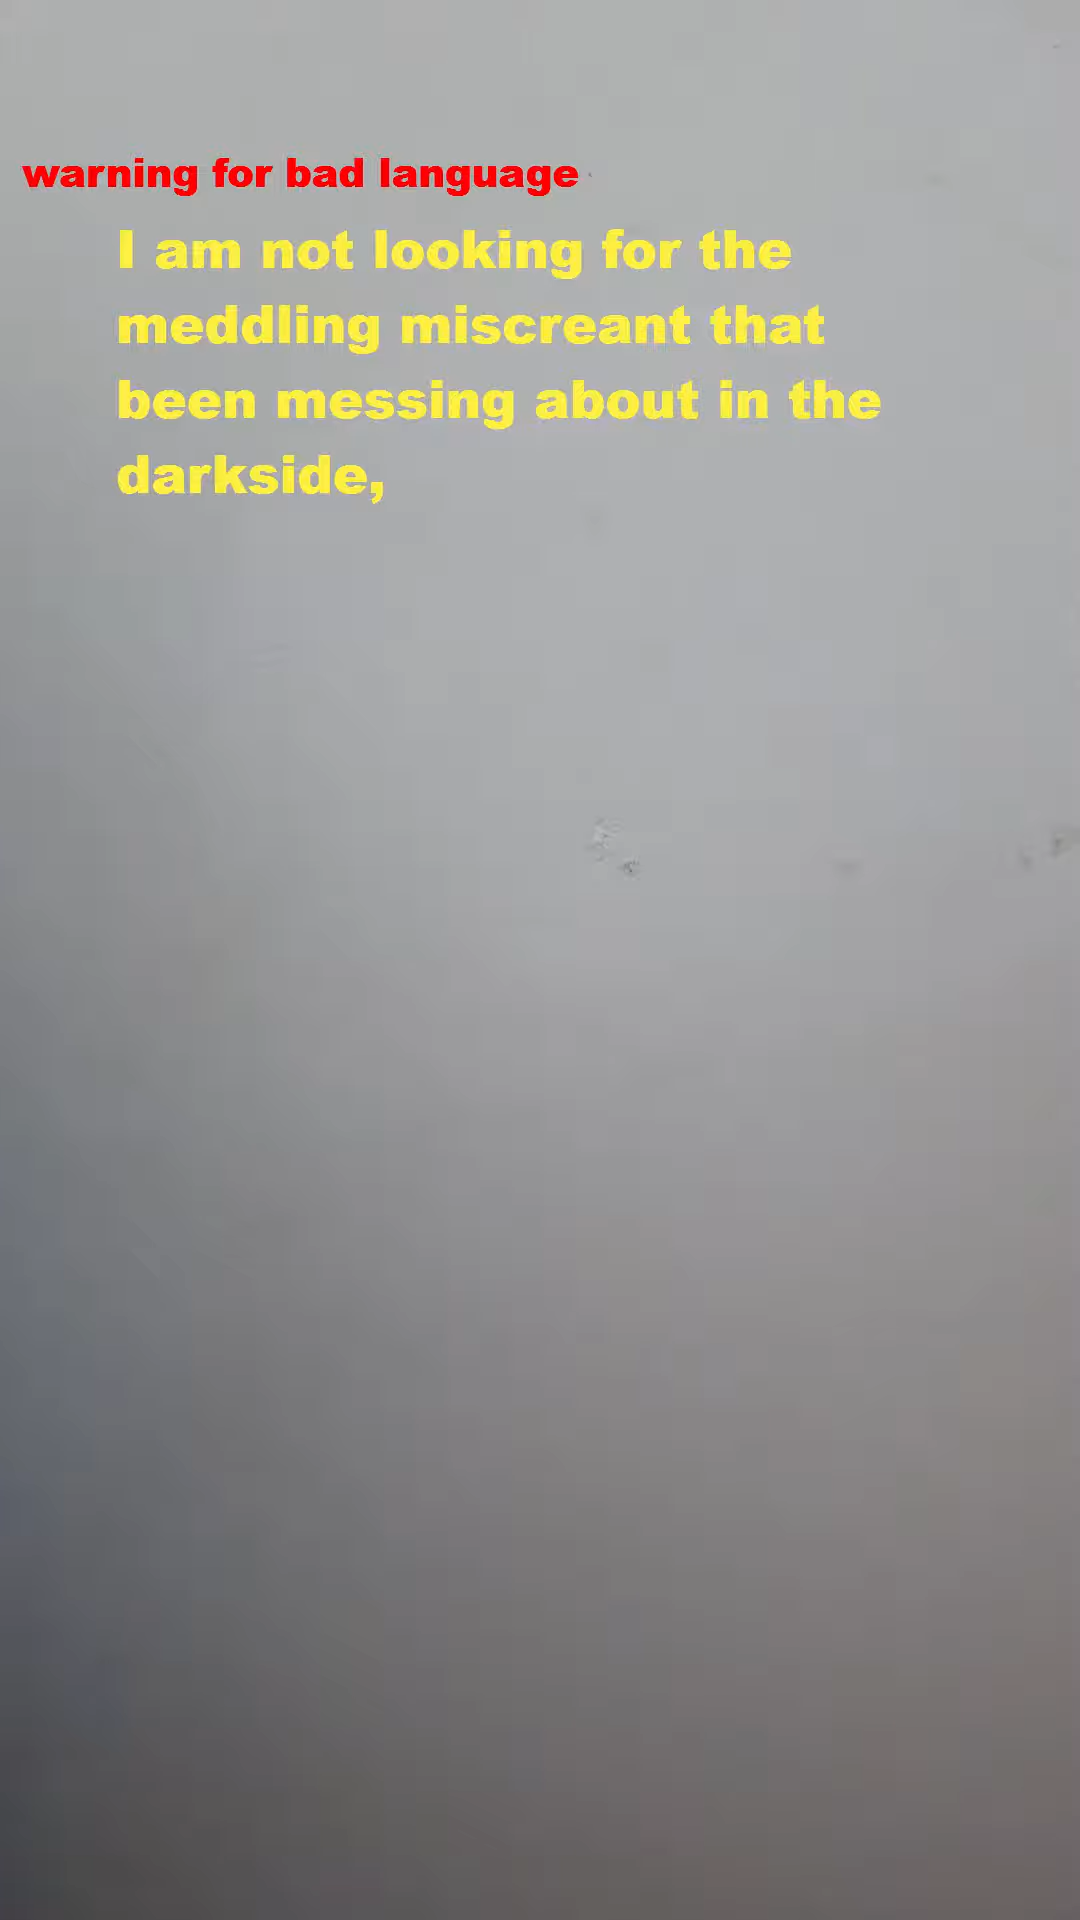 warning for bad language
I am not looking for the
meddling miscreant that
been messing about in the
darkside,